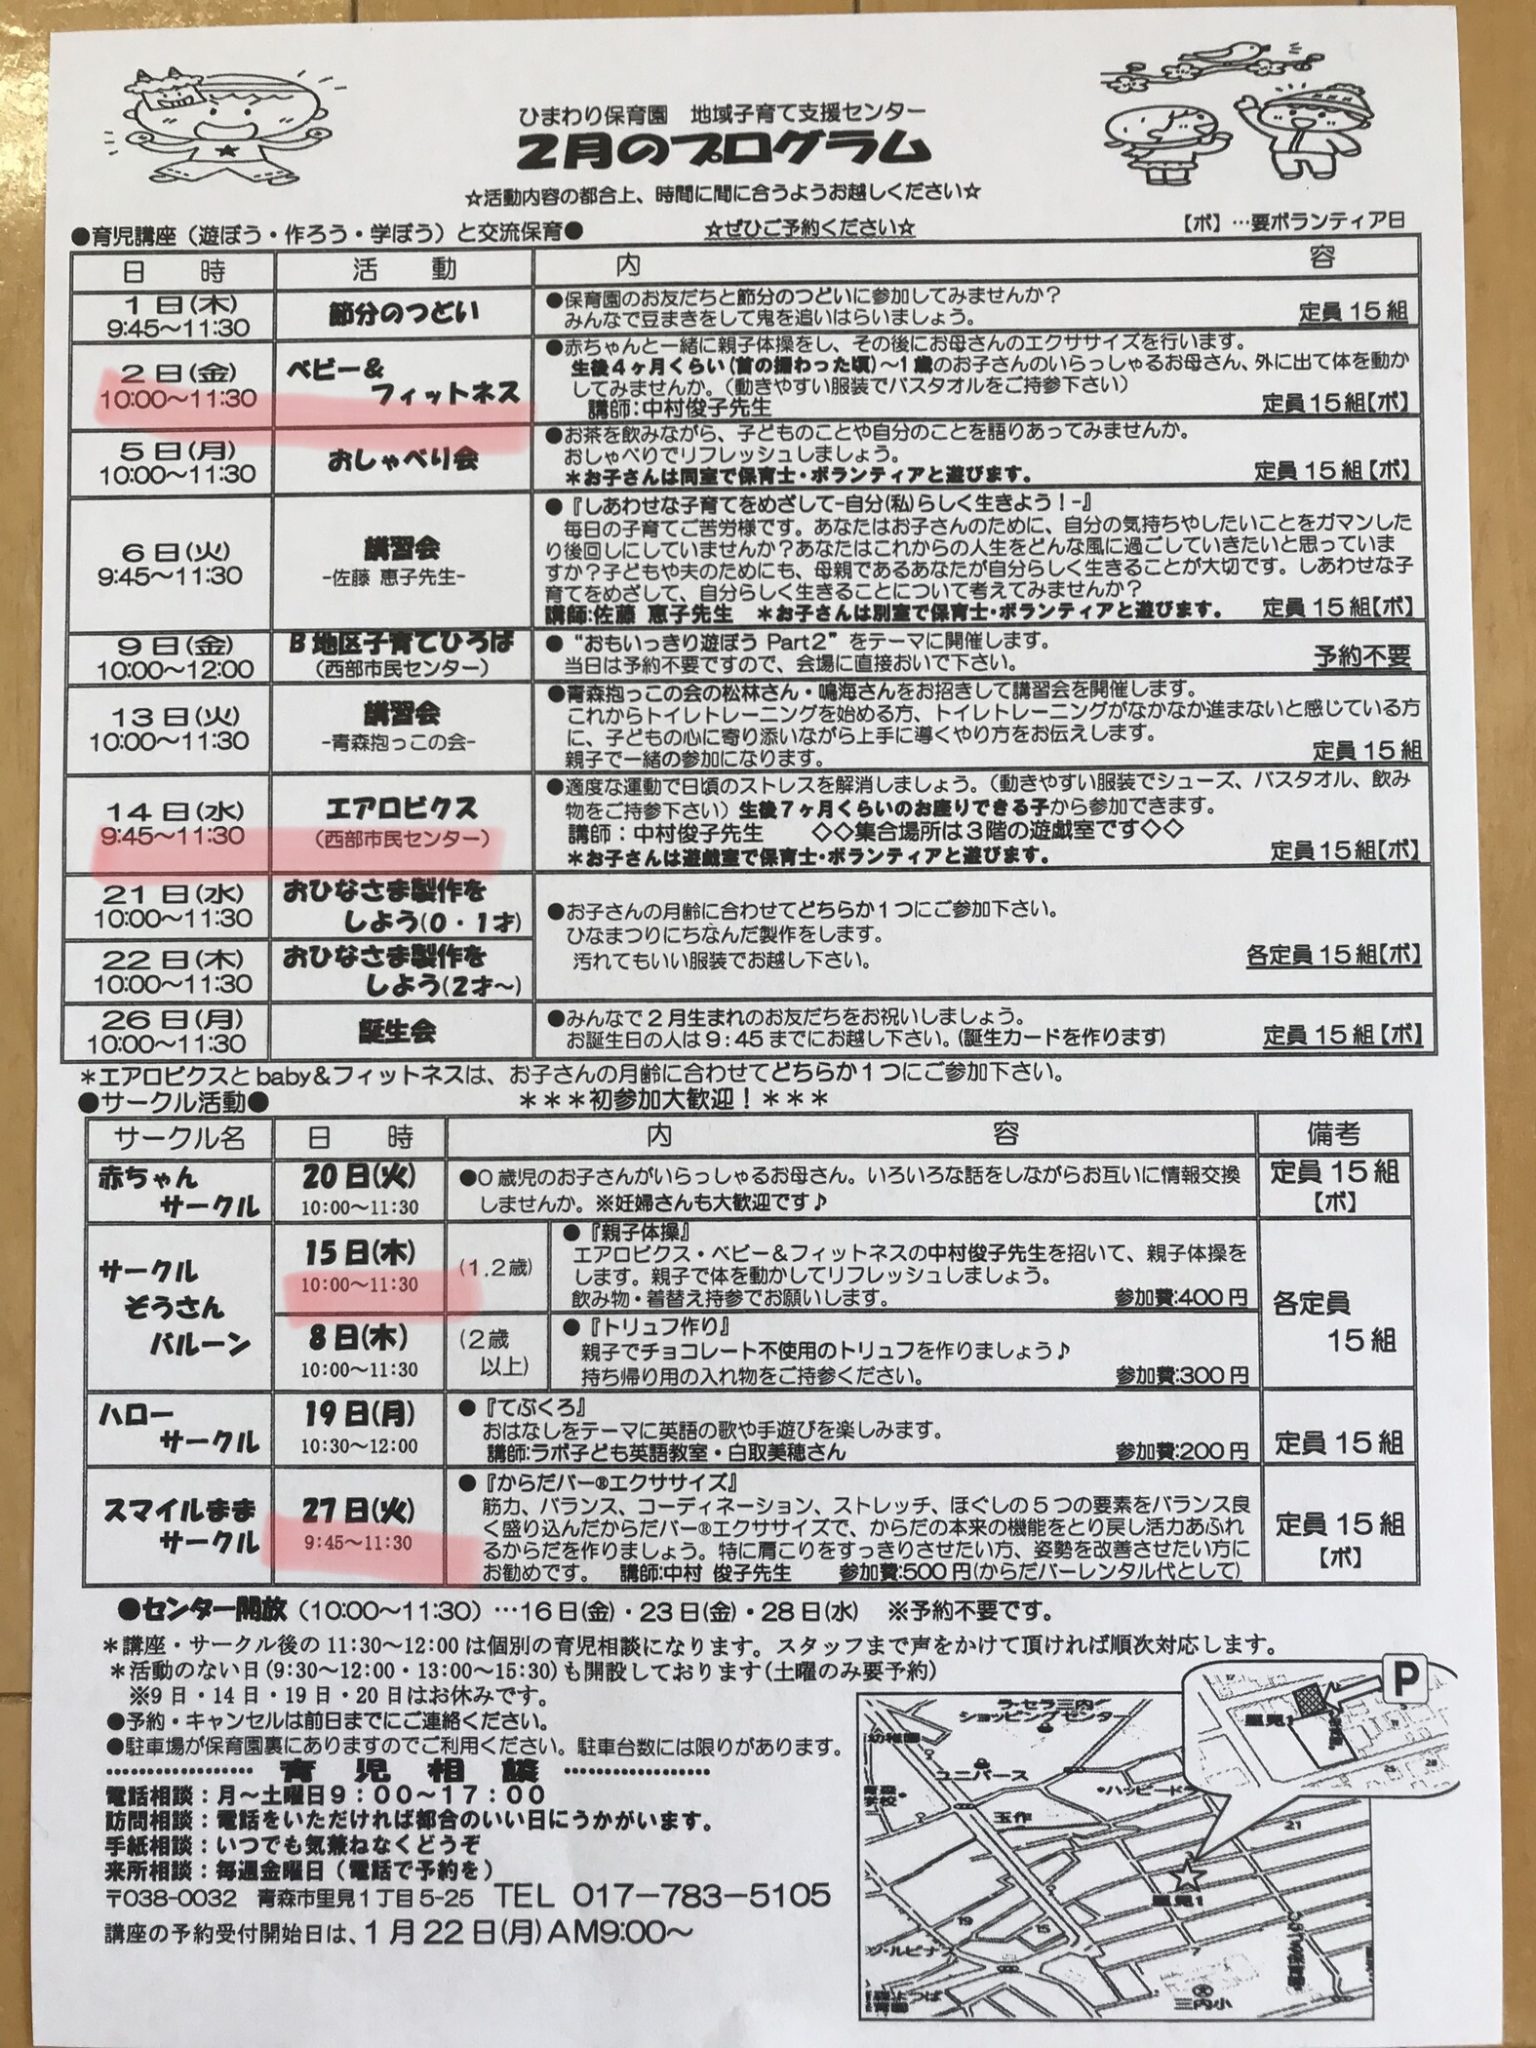 ひまわり保育園　地域子育て支援センター
2月のプログラム
☆活動内容の都合上、時間に間に合うようお越しください☆
●育児講座（遊ぼう・作ろう・学ぼう）と交流保育●　☆ぜひご予約ください☆　【ボ】…要ボランティア日
日　時　活　動　内　容
1日(木)
9:45～11:30
節分のつどい
●保育園のお友だちと節分のつどいに参加してみませんか？
みんなで豆まきをして鬼を追いはらいましょう。　定員15組
2日(金)
10:00～11:30
ベビー＆
フィットネス
●赤ちゃんと一緒に親子体操をし、その後にお母さんのエクササイズを行います。
生後4ヶ月くらい(首の据わった頃)～1歳のお子さんのいらっしゃるお母さん、外に出て体を動か
してみませんか。（動きやすい服装でバスタオルをご持参下さい）
講師：中村俊子先生　定員15組【ボ】
5日(月)
10:00～11:30
おしゃべり会
●お茶を飲みながら、子どものことや自分のことを語りあってみませんか。
おしゃべりでリフレッシュしましょう。
＊お子さんは同室で保育士・ボランティアと遊びます。　定員15組【ボ】
6日(火)
9:45～11:30
講習会
-佐藤 恵子先生-
●『しあわせな子育てをめざして-自分(私)らしく生きよう！-』
毎日の子育てご苦労様です。あなたはお子さんのために、自分の気持ちやしたいことをガマンした
り後回しにしていませんか？あなたはこれからの人生をどんな風に過ごしていきたいと思っていま
すか？子どもや夫のためにも、母親であるあなたが自分らしく生きることが大切です。しあわせな子
育てをめざして、自分らしく生きることについて考えてみませんか？
講師:佐藤 恵子先生　＊お子さんは別室で保育士・ボランティアと遊びます。　定員15組【ボ】
9日(金)
10:00～12:00
B地区子育てひろば
(西部市民センター)
●“おもいっきり遊ぼう Part2”をテーマに開催します。
当日は予約不要ですので、会場に直接おいで下さい。　予約不要
13日(火)
10:00～11:30
講習会
-青森抱っこの会-
●青森抱っこの会の松林さん・鳴海さんをお招きして講習会を開催します。
これからトイレトレーニングを始める方、トイレトレーニングがなかなか進まないと感じている方
に、子どもの心に寄り添いながら上手に導くやり方をお伝えします。
親子で一緒の参加になります。　定員15組
14日(水)
9:45～11:30
エアロビクス
(西部市民センター)
●適度な運動で日頃のストレスを解消しましょう。（動きやすい服装でシューズ、バスタオル、飲み
物をご持参下さい）生後7ヶ月くらいのお座りできる子から参加できます。
講師：中村俊子先生　◇◇集合場所は3階の遊戯室です◇◇
＊お子さんは遊戯室で保育士・ボランティアと遊びます。　定員15組【ボ】
21日(水)
10:00～11:30
おひなさま製作を
しよう(0・1才)
22日(木)
10:00～11:30
おひなさま製作を
しよう(2才～)
●お子さんの月齢に合わせてどちらか1つにご参加下さい。
ひなまつりにちなんだ製作をします。
汚れてもいい服装でお越し下さい。　各定員15組【ボ】
26日(月)
10:00～11:30
誕生会
●みんなで2月生まれのお友だちをお祝いしましょう。
お誕生日の人は9:45までにお越し下さい。(誕生カードを作ります)　定員15組【ボ】
＊エアロビクスとbaby＆フィットネスは、お子さんの月齢に合わせてどちらか1つにご参加下さい。
●サークル活動●　＊＊＊初参加大歓迎！＊＊＊
サークル名　日　時　内　容　備考
赤ちゃん
サークル
20日(火)
10:00～11:30
●0歳児のお子さんがいらっしゃるお母さん。いろいろな話をしながらお互いに情報交換
しませんか。※妊婦さんも大歓迎です♪
定員15組
【ボ】
サークル
ぞうさん
バルーン
15日(木)
10:00～11:30
(1.2歳)
●『親子体操』
エアロビクス・ベビー＆フィットネスの中村俊子先生を招いて、親子体操を
します。親子で体を動かしてリフレッシュしましょう。
飲み物・着替え持参でお願いします。　参加費:400円
8日(木)
10:00～11:30
(2歳
以上)
●『トリュフ作り』
親子でチョコレート不使用のトリュフを作りましょう♪
持ち帰り用の入れ物をご持参ください。　参加費:300円
各定員
15組
ハロー
サークル
19日(月)
10:30～12:00
●『てぶくろ』
おはなしをテーマに英語の歌や手遊びを楽しみます。
講師:ラボ子ども英語教室・白取美穂さん　参加費:200円
定員15組
スマイルまま
サークル
27日(火)
9:45～11:30
●『からだバー®エクササイズ』
筋力、バランス、コーディネーション、ストレッチ、ほぐしの5つの要素をバランス良
く盛り込んだからだバー®エクササイズで、からだの本来の機能をとり戻し活力あふれ
るからだを作りましょう。特に肩こりをすっきりさせたい方、姿勢を改善させたい方に
お勧めです。　講師:中村 俊子先生　参加費:500円(からだバーレンタル代として)
定員15組
【ボ】
●センター開放（10:00～11:30）…16日(金)・23日(金)・28日(水)　※予約不要です。
＊講座・サークル後の11:30～12:00は個別の育児相談になります。スタッフまで声をかけて頂ければ順次対応します。
＊活動のない日(9:30～12:00・13:00～15:30)も開設しております(土曜のみ要予約)
※9日・14日・19日・20日はお休みです。
●予約・キャンセルは前日までにご連絡ください。
●駐車場が保育園裏にありますのでご利用ください。駐車台数には限りがあります。
育　児　相　談
電話相談：月～土曜日9：00～17：00
訪問相談：電話をいただければ都合のいい日にうかがいます。
手紙相談：いつでも気兼ねなくどうぞ
来所相談：毎週金曜日（電話で予約を）
〒038-0032　青森市里見1丁目5-25　TEL 017-783-5105
講座の予約受付開始日は、1月22日(月)AM9:00～
P
里見1
ラ・セラ三内
ショッピングセンター
幼稚園
ユニバース
ハッピード
玉作
21
里見1
19
15
7
三内小